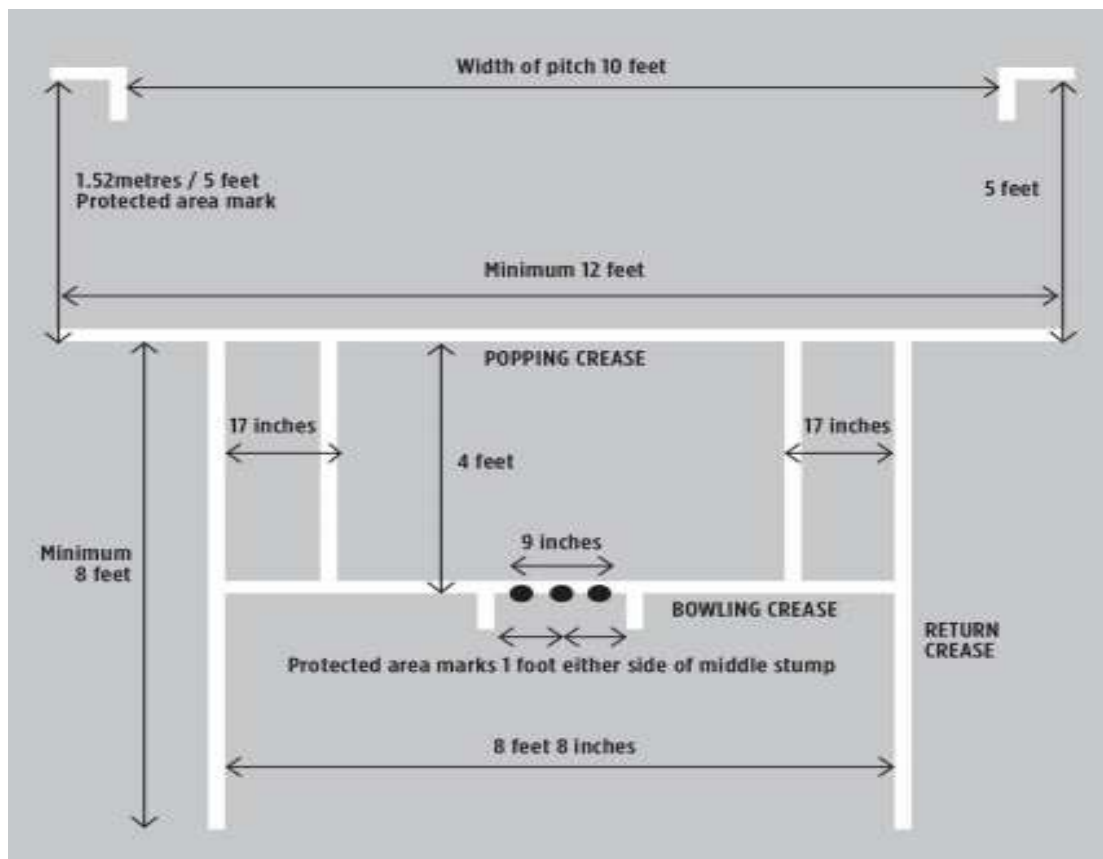 Width of pitch 10 feet
1.52metres / 5 feet
Protected area mark
5 feet
Minimum 12 feet
POPPING CREASE
17 inches
17 inches
4 feet
9 inches
Minimum
8 feet
BOWLING CREASE
RETURN
CREASE
Protected area marks 1 foot either side of middle stump
8 feet 8 inches